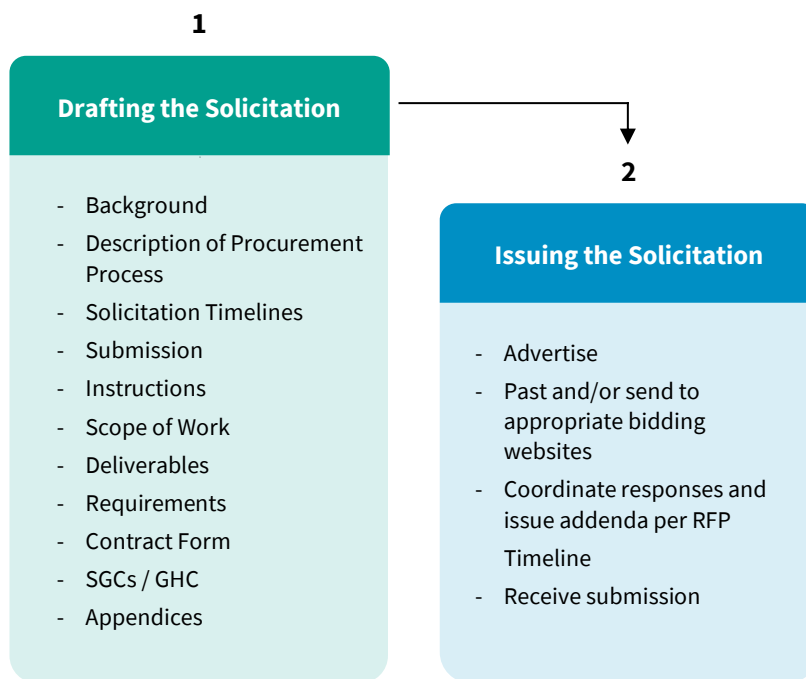 1
Drafting the Solicitation
- Background
- Description of Procurement
Process
- Solicitation Timelines
- Submission
- Instructions
- Scope of Work
- Deliverables
- Requirements
- Contract Form
- SGCs / GHC
- Appendices
2
Issuing the Solicitation
- Advertise
- Past and/or send to
appropriate bidding
websites
- Coordinate responses and
issue addenda per RFP
Timeline
- Receive submission